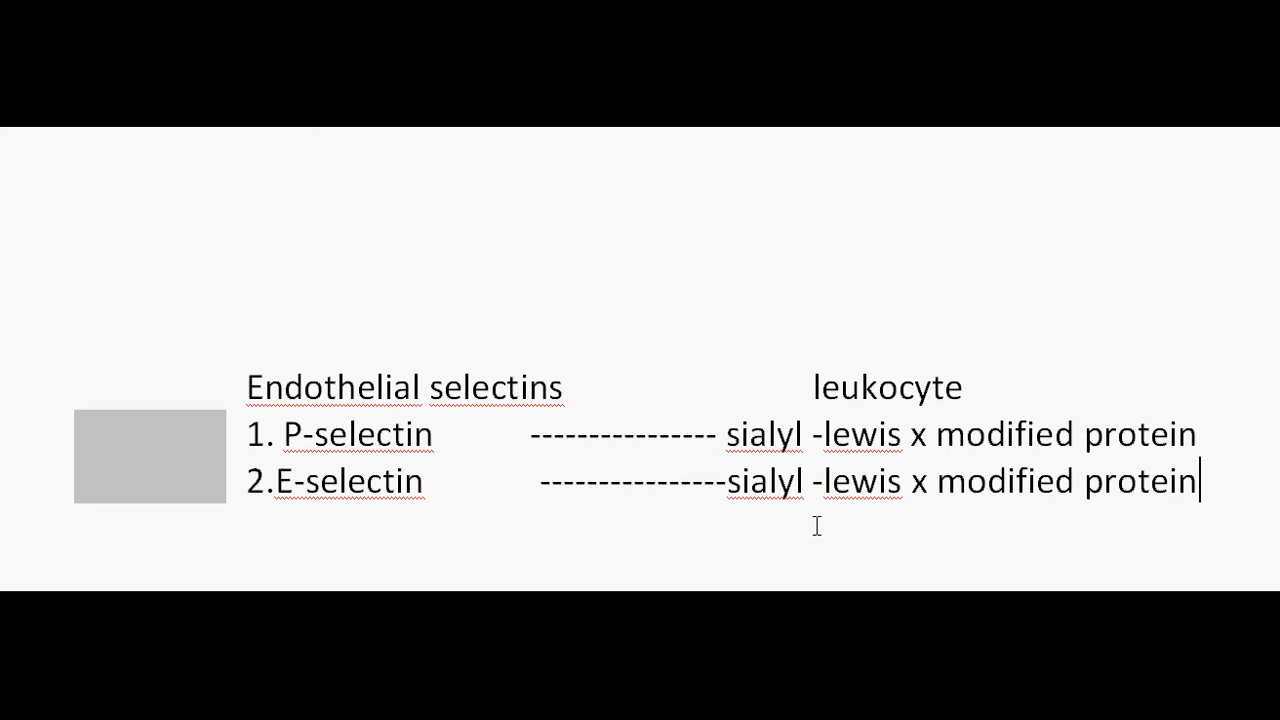 Endothelial selectins leukocyte
1. P-selectin ---------------- sialyl -lewis x modified protein
2.E-selectin ----------------sialyl -lewis x modified protein